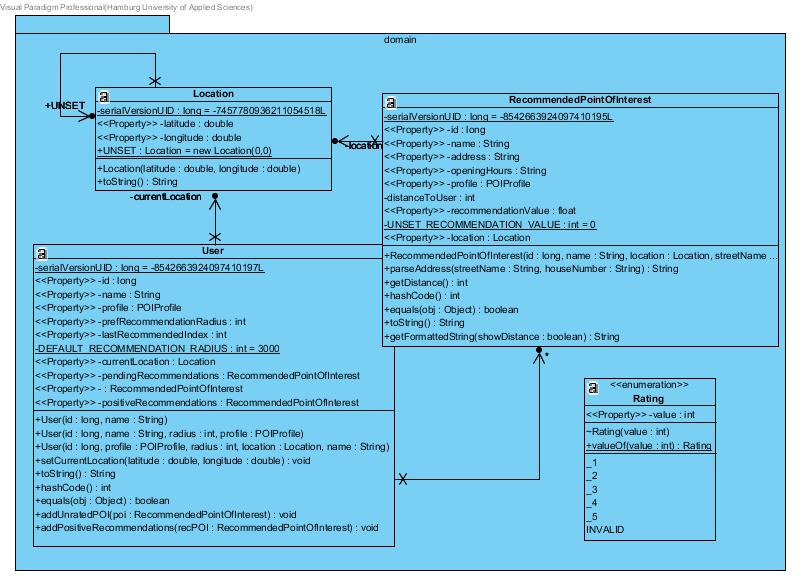 Visual Paradigm Professional(Hamburg University of Applied Sciences)
domain
Location
-serialVersionUID : long = -7457780936211054518L
<<Property>> -latitude : double
<<Property>> -longitude : double
+UNSET : Location = new Location(0,0)
+Location(latitude : double, longitude : double)
+toString() : String
+UNSET
-location
-currentLocation
RecommendedPointOfInterest
-serialVersionUID : long = -8542663924097410195L
<<Property>> -id : long
<<Property>> -name : String
<<Property>> -address : String
<<Property>> -openingHours : String
<<Property>> -profile : POIProfile
-distanceToUser : int
<<Property>> -recommendationValue : float
-UNSET_RECOMMENDATION_VALUE : int = 0
<<Property>> -location : Location
+RecommendedPointOfInterest(id : long, name : String, location : Location, streetName ...
+parseAddress(streetName : String, houseNumber : String) : String
+getDistance() : int
+hashCode() : int
+equals(obj : Object) : boolean
+toString() : String
+getFormattedString(showDistance : boolean) : String
User
-serialVersionUID : long = -8542663924097410197L
<<Property>> -id : long
<<Property>> -name : String
<<Property>> -profile : POIProfile
<<Property>> -prefRecommendationRadius : int
<<Property>> -lastRecommendedIndex : int
-DEFAULT_RECOMMENDATION_RADIUS : int = 3000
<<Property>> -currentLocation : Location
<<Property>> -pendingRecommendations : RecommendedPointOfInterest
<<Property>> - : RecommendedPointOfInterest
<<Property>> -positiveRecommendations : RecommendedPointOfInterest
+User(id : long, name : String)
+User(id : long, name : String, radius : int, profile : POIProfile)
+User(id : long, profile : POIProfile, radius : int, location : Location, name : String)
+setCurrentLocation(latitude : double, longitude : double) : void
+toString() : String
+hashCode() : int
+equals(obj : Object) : boolean
+addUnratedPOI(poi : RecommendedPointOfInterest) : void
+addPositiveRecommendations(recPOI : RecommendedPointOfInterest) : void
*
<<enumeration>>
Rating
<<Property>> -value : int
~Rating(value : int)
+valueOf(value : int) : Rating
_1
_2
_3
_4
_5
INVALID